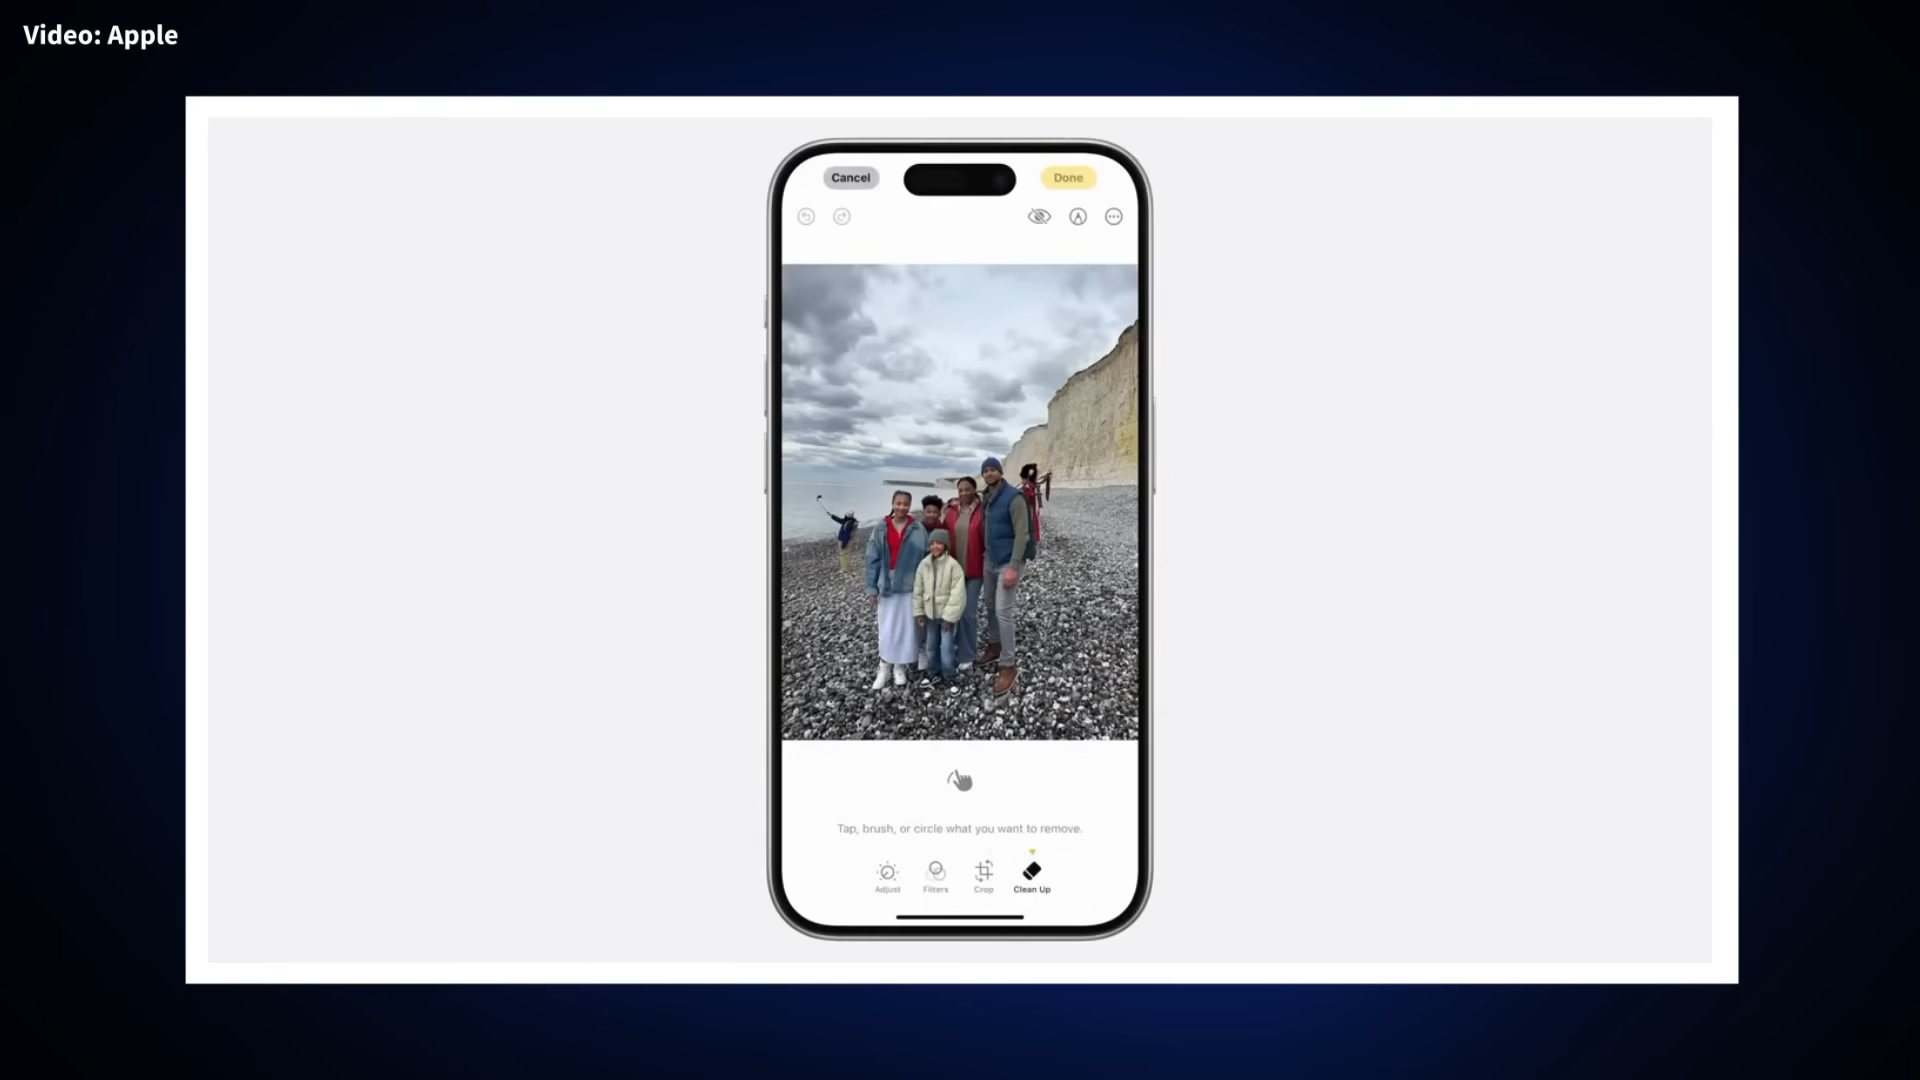 Video: Apple
Cancel
Done
Tap, brush, or circle what you want to remove.
Adjust
Filters
Crop
Clean Up